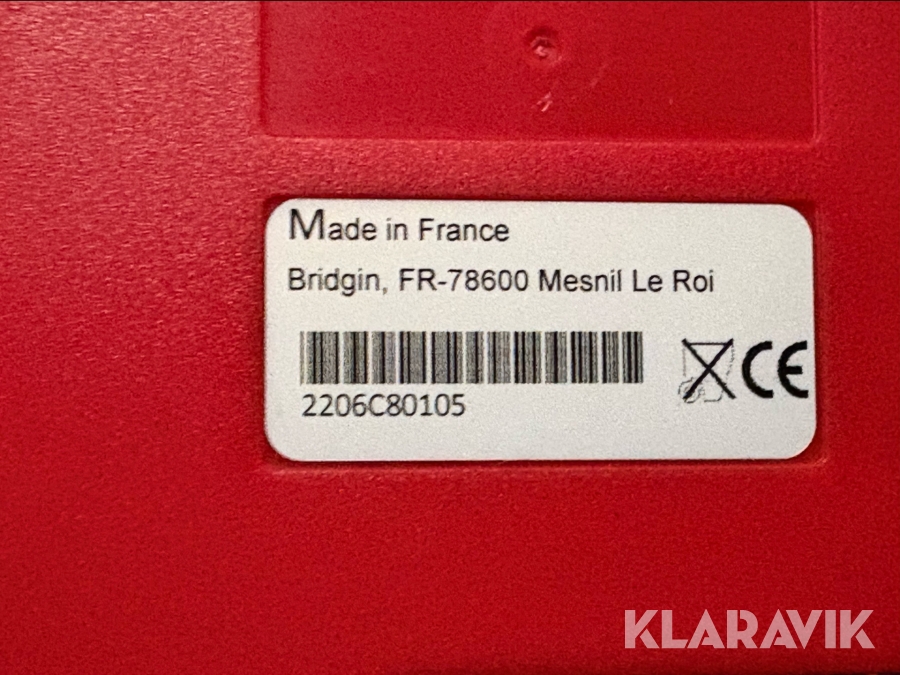 Made in France
Bridgin, FR-78600 Mesnil Le Roi
2206C80105
CE
KLARAVIK